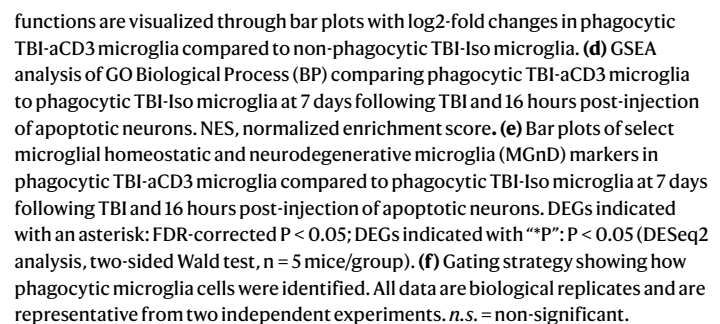 functions are visualized through bar plots with log2-fold changes in phagocytic
TBI-aCD3 microglia compared to non-phagocytic TBI-Iso microglia. (d) GSEA
analysis of GO Biological Process (BP) comparing phagocytic TBI-aCD3 microglia
to phagocytic TBI-Iso microglia at 7 days following TBI and 16 hours post-injection
of apoptotic neurons. NES, normalized enrichment score. (e) Bar plots of select
microglial homeostatic and neurodegenerative microglia (MGnD) markers in
phagocytic TBI-aCD3 microglia compared to phagocytic TBI-Iso microglia at 7 days
following TBI and 16 hours post-injection of apoptotic neurons. DEGs indicated
with an asterisk: FDR-corrected P < 0.05; DEGs indicated with “*P”: P < 0.05 (DESeq2
analysis, two-sided Wald test, n = 5 mice/group). (f) Gating strategy showing how
phagocytic microglia cells were identified. All data are biological replicates and are
representative from two independent experiments. n.s. = non-significant.